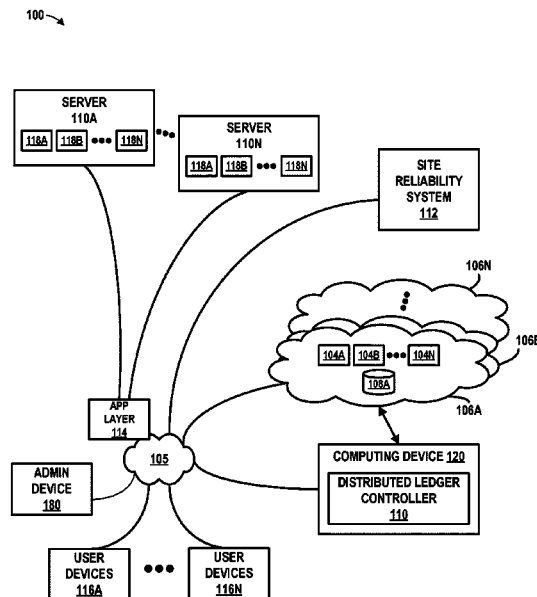 100
SERVER
110A
118A 118B ••• 118N
•••
SERVER
110N
118A 118B ••• 118N
SITE
RELIABILITY
SYSTEM
112
106N
104A 104B ••• 104N
108A
106B
106A
APP
LAYER
114
105
COMPUTING DEVICE 120
DISTRIBUTED LEDGER
CONTROLLER
110
ADMIN
DEVICE
180
USER
DEVICES
116A
•••
USER
DEVICES
116N